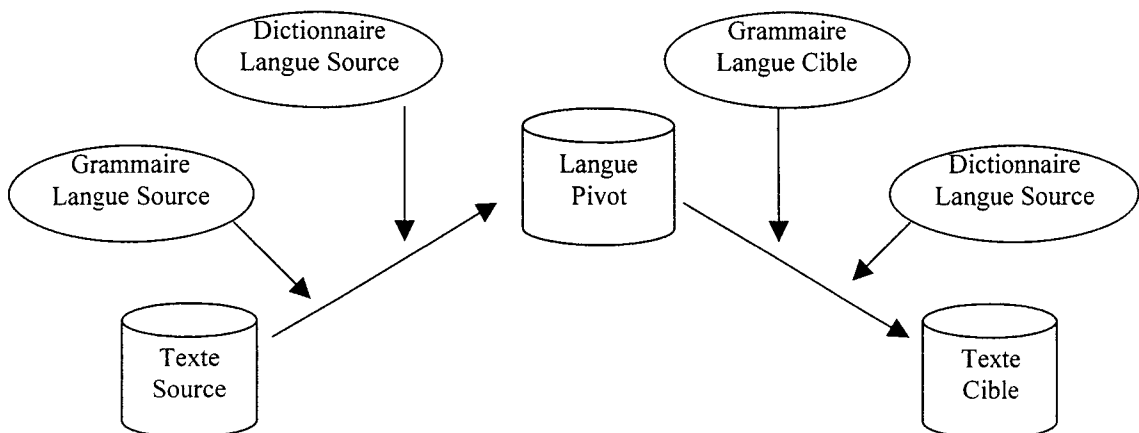 Dictionnaire
Langue Source
Grammaire
Langue Cible
Grammaire
Langue Source
Langue
Pivot
Dictionnaire
Langue Source
Texte
Source
Texte
Cible